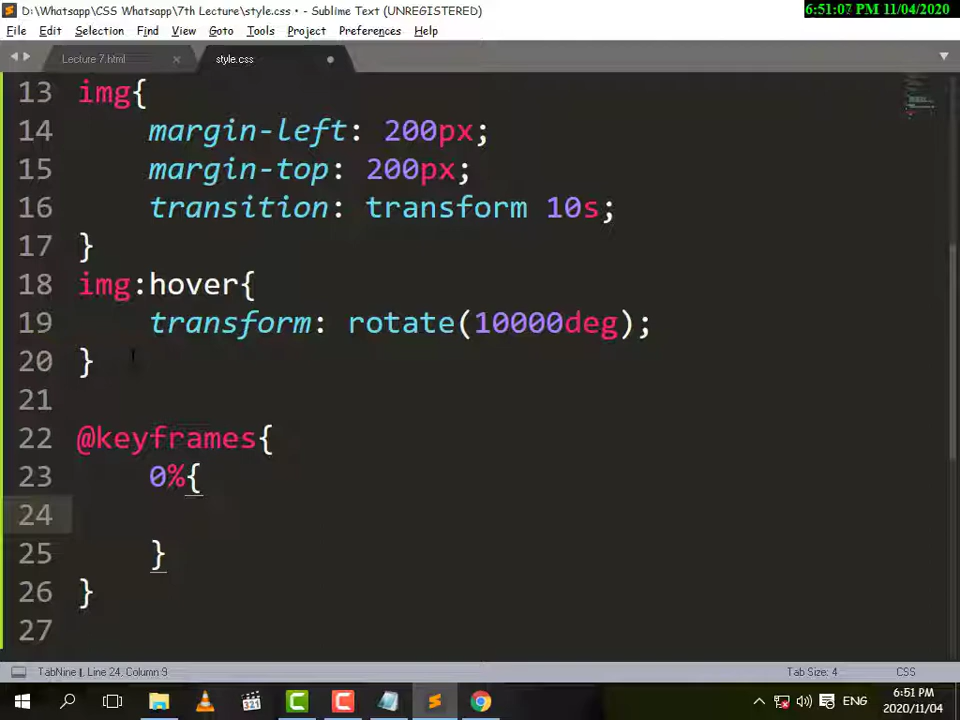 D:\Whatsapp\CSS Whatsapp\7th Lecture\style.css • - Sublime Text (UNREGISTERED)
6:51:07 PM 11/04/2020
File Edit Selection Find View Goto Tools Project Preferences Help
Lecture 7.html × style.css
13 img{
14 margin-left: 200px;
15 margin-top: 200px;
16 transition: transform 10s;
17 }
18 img:hover{
19 transform: rotate(10000deg);
20 }
21
22 @keyframes{
23 0%{
24
25 }
26 }
27
TabNine, Line 24, Column 9 Tab Size: 4 CSS
ENG 6:51 PM
2020/11/04